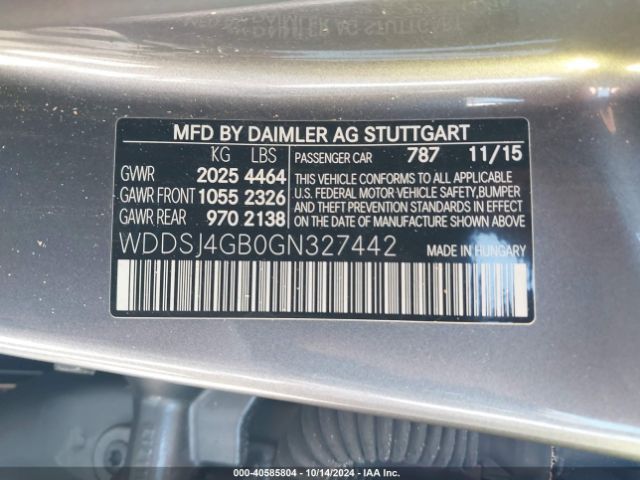 MFD BY DAIMLER AG STUTTGART
KG LBS
GVWR 2025 4464
GAWR FRONT 1055 2326
GAWR REAR 970 2138
PASSENGER CAR 787 11/15
THIS VEHICLE CONFORMS TO ALL APPLICABLE
U.S. FEDERAL MOTOR VEHICLE SAFETY, BUMPER
AND THEFT PREVENTION STANDARDS IN EFFECT
ON THE DATE OF MANUFACTURE SHOWN ABOVE.
WDDSJ4GB0GN327442
MADE IN HUNGARY
000-40585804 - 10/14/2024 - IAA Inc.